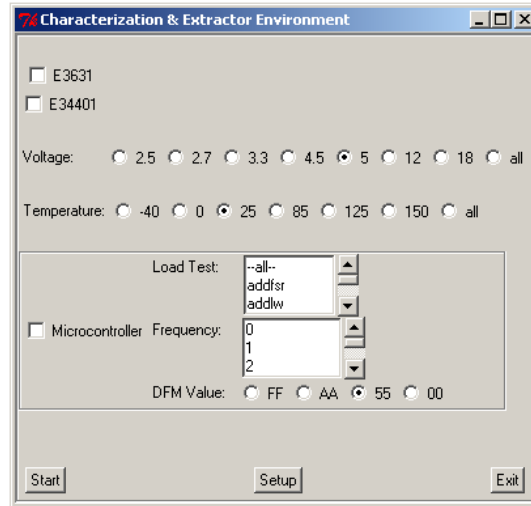 Characterization & Extractor Environment
E3631
E34401
Voltage: 2.5 2.7 3.3 4.5 5 12 18 all
Temperature: -40 0 25 85 125 150 all
Load Test:
--all--
addfsr
addlw
Microcontroller Frequency:
0
1
2
DFM Value: FF AA 55 00
Start Setup Exit